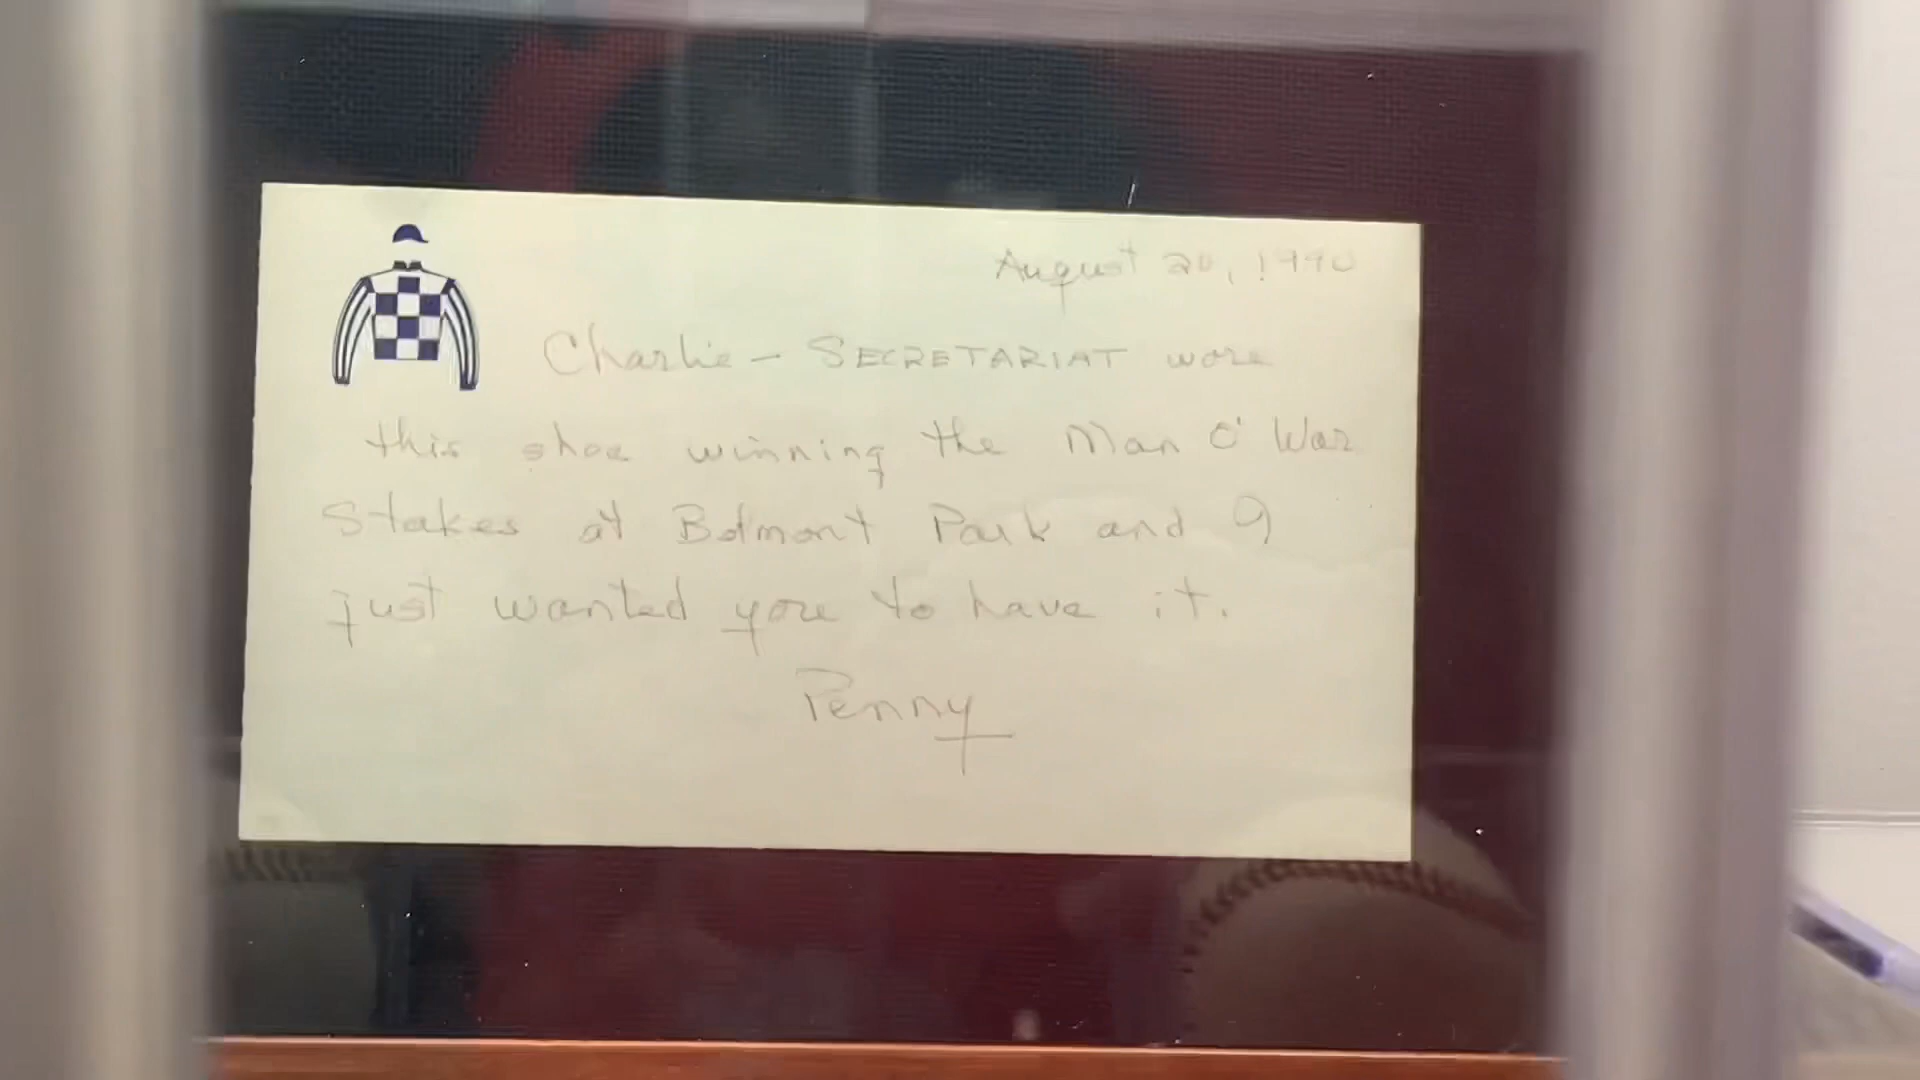 August 20, 1990
Charlie - SECRETARIAT wore
this shoe winning the Man O' War
Stakes at Belmont Park and I
just wanted you to have it.
Penny